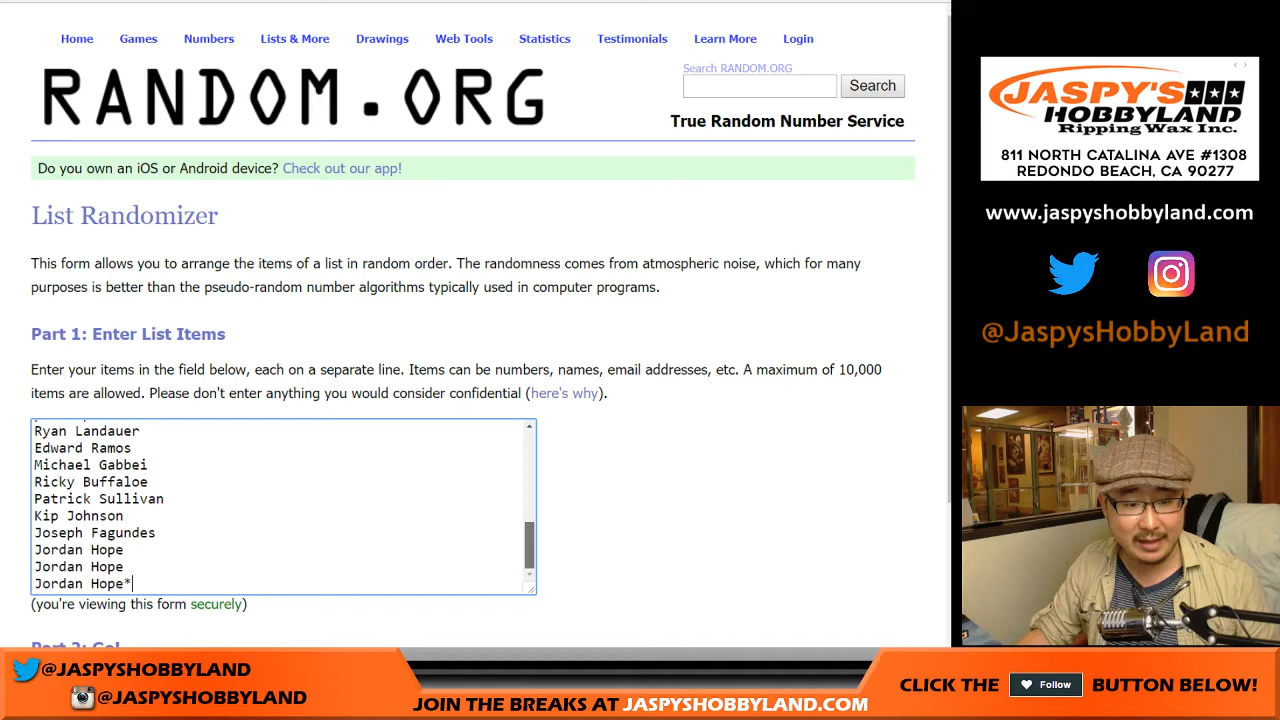 Home Games Numbers Lists & More Drawings Web Tools Statistics Testimonials Learn More Login
RANDOM.ORG
Search RANDOM.ORG
Search
True Random Number Service
Do you own an iOS or Android device? Check out our app!
List Randomizer
This form allows you to arrange the items of a list in random order. The randomness comes from atmospheric noise, which for many
purposes is better than the pseudo-random number algorithms typically used in computer programs.
Part 1: Enter List Items
Enter your items in the field below, each on a separate line. Items can be numbers, names, email addresses, etc. A maximum of 10,000
items are allowed. Please don't enter anything you would consider confidential (here's why).
Ryan Landauer
Edward Ramos
Michael Gabbei
Ricky Buffaloe
Patrick Sullivan
Kip Johnson
Joseph Fagundes
Jordan Hope
Jordan Hope
Jordan Hope*
(you're viewing this form securely)
Part 2: Go!
JASPY'S
HOBBYLAND
Ripping Wax Inc.
811 NORTH CATALINA AVE #1308
REDONDO BEACH, CA 90277
www.jaspyshobbyland.com
@JaspysHobbyLand
@JASPYSHOBBYLAND
@JASPYSHOBBYLAND
JOIN THE BREAKS AT JASPYSHOBBYLAND.COM
CLICK THE Follow BUTTON BELOW!